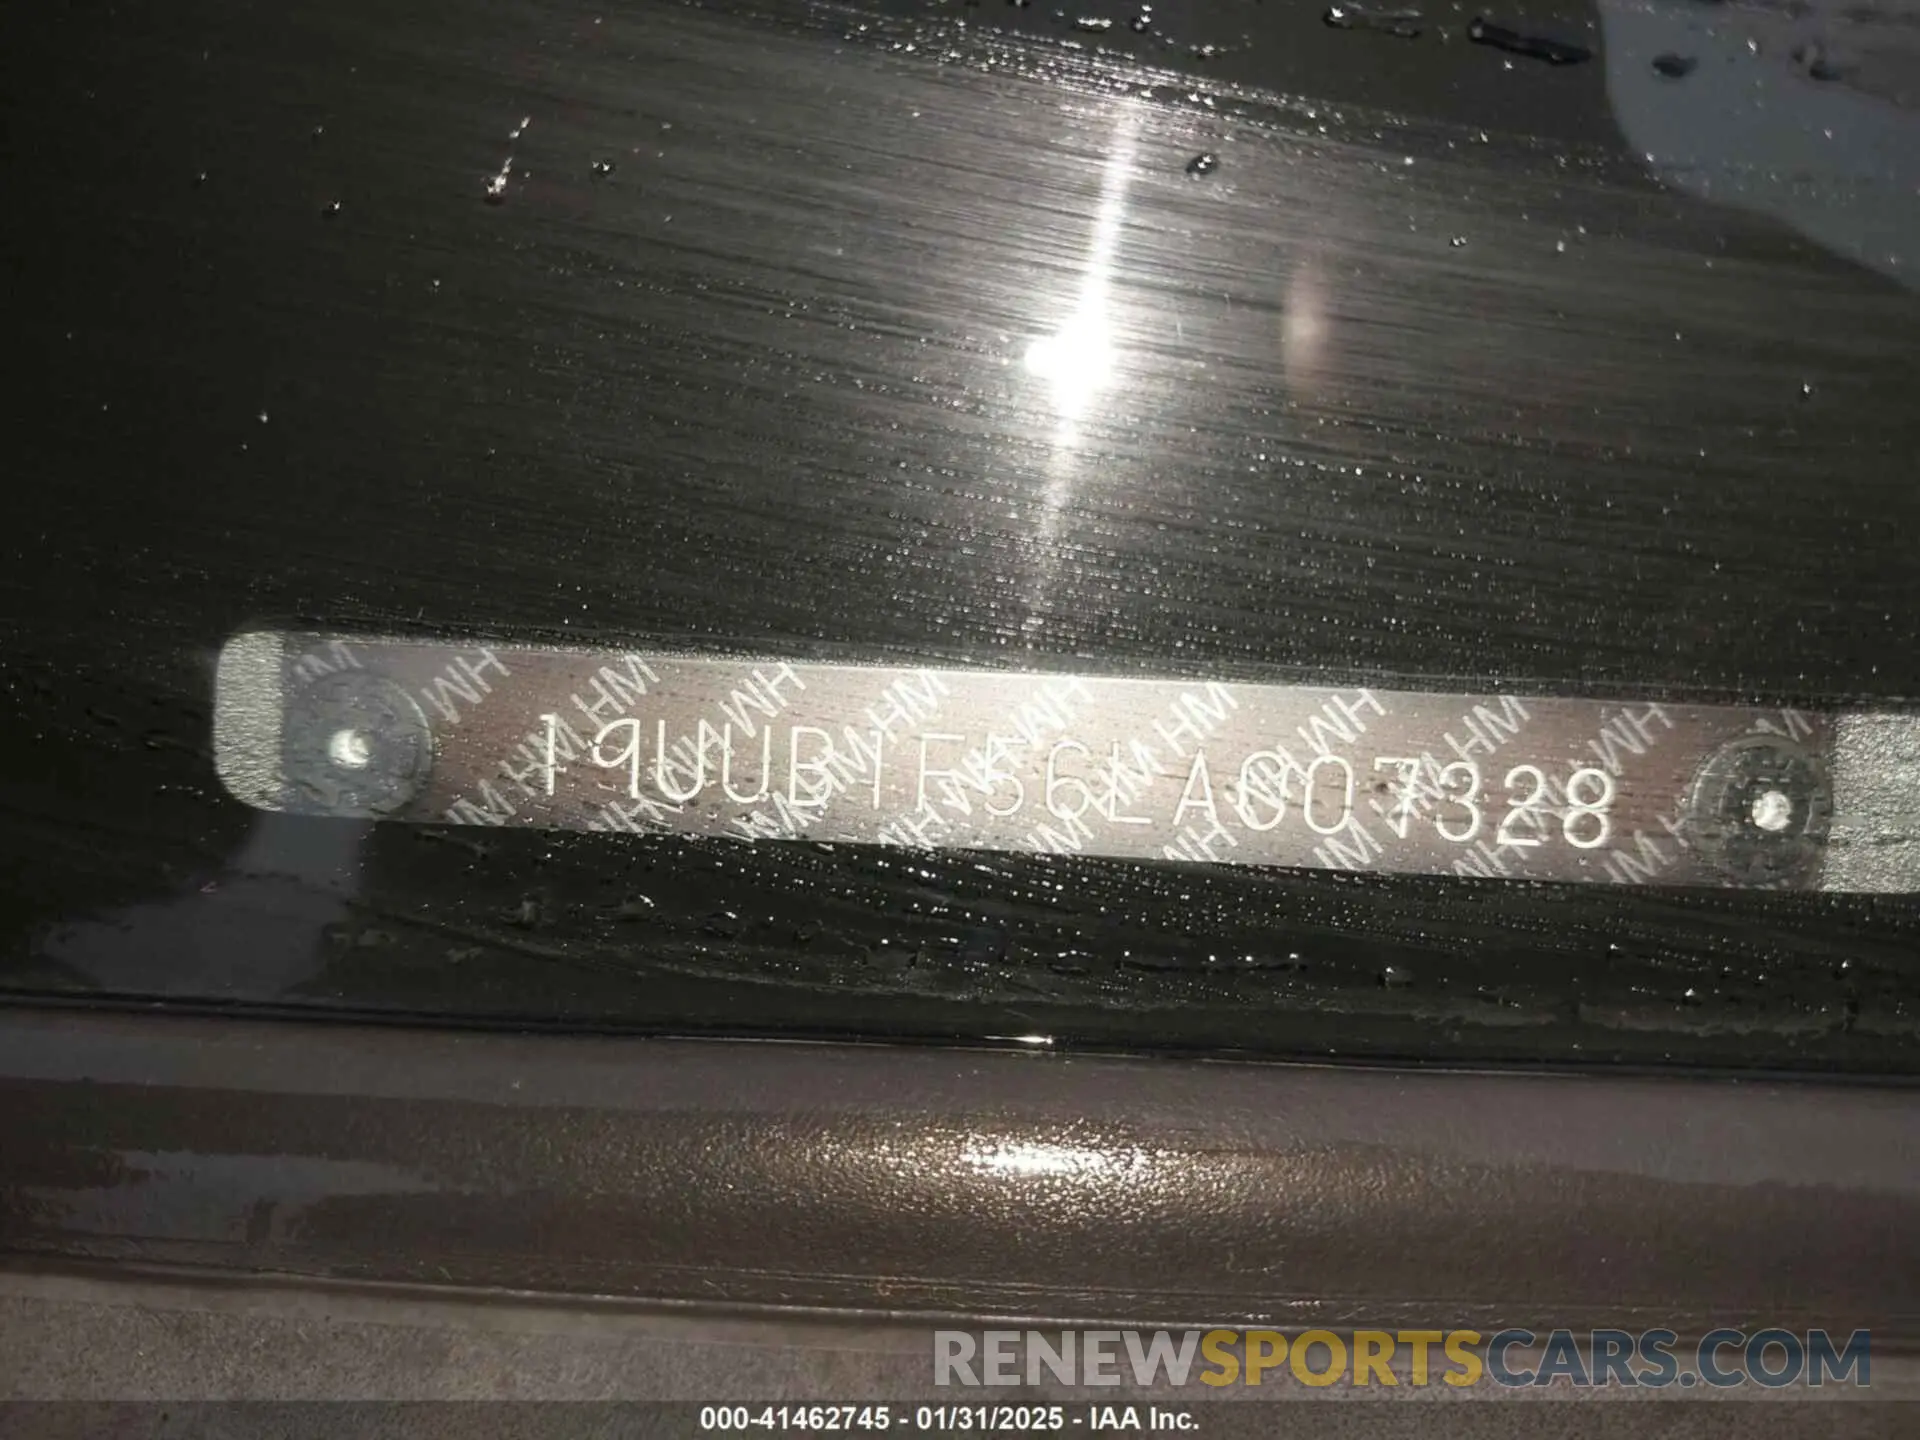 19UUB1F56LA007328
RENEWSPORTSCARS.COM
000-41462745 - 01/31/2025 - IAA Inc.